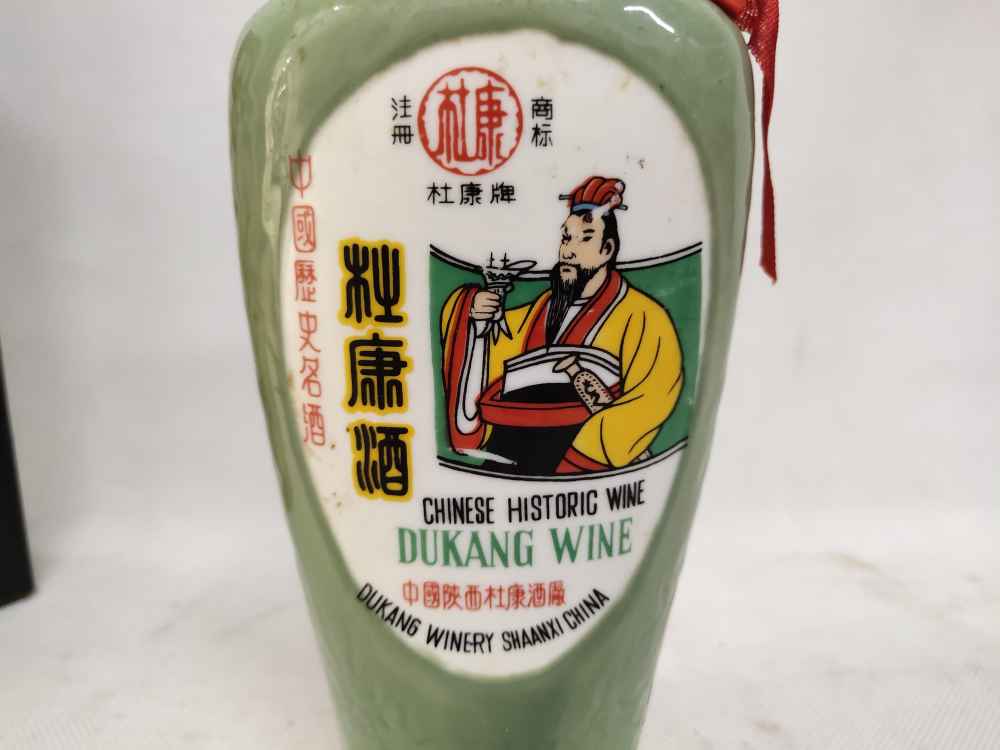 注冊
杜康
商标
杜康牌
中國歷史名酒
杜康酒
CHINESE HISTORIC WINE
DUKANG WINE
中國陝西杜康酒廠
DUKANG WINERY SHAANXI CHINA